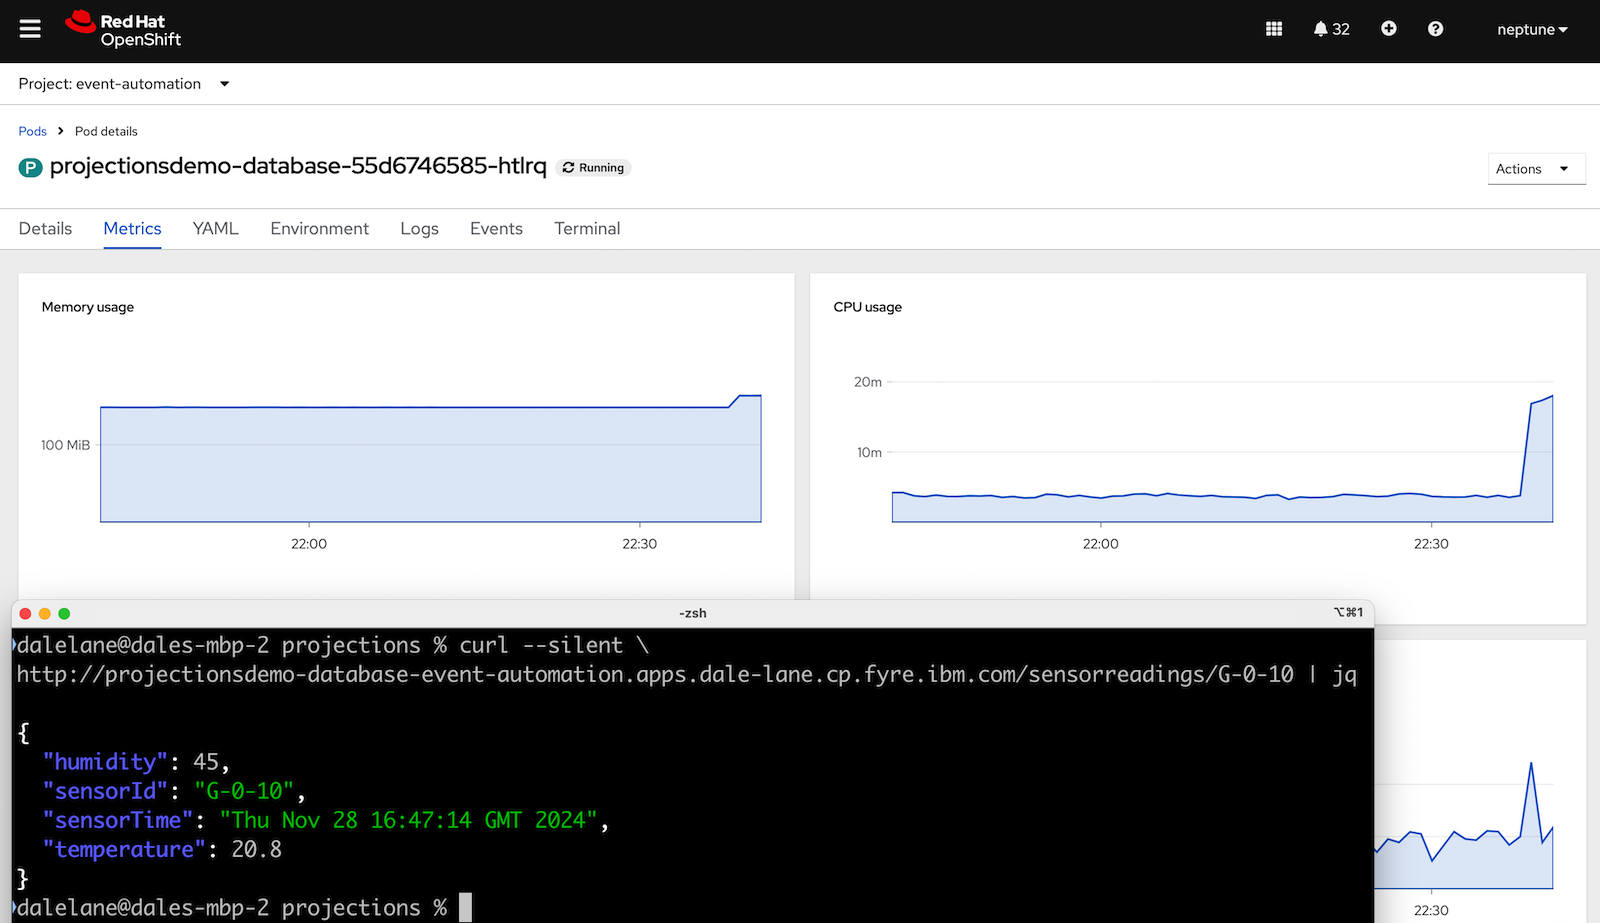 Red Hat
OpenShift
32
neptune
Project: event-automation
Pods > Pod details
P projectionsdemo-database-55d6746585-htlrq Running
Actions
Details Metrics YAML Environment Logs Events Terminal
Memory usage
100 MiB
22:00 22:30
CPU usage
20m
10m
22:00 22:30
-zsh
⌥⌘1
dalelane@dales-mbp-2 projections % curl --silent \
http://projectionsdemo-database-event-automation.apps.dale-lane.cp.fyre.ibm.com/sensorreadings/G-0-10 | jq
{
"humidity": 45,
"sensorId": "G-0-10",
"sensorTime": "Thu Nov 28 16:47:14 GMT 2024",
"temperature": 20.8
}
dalelane@dales-mbp-2 projections %
22:30